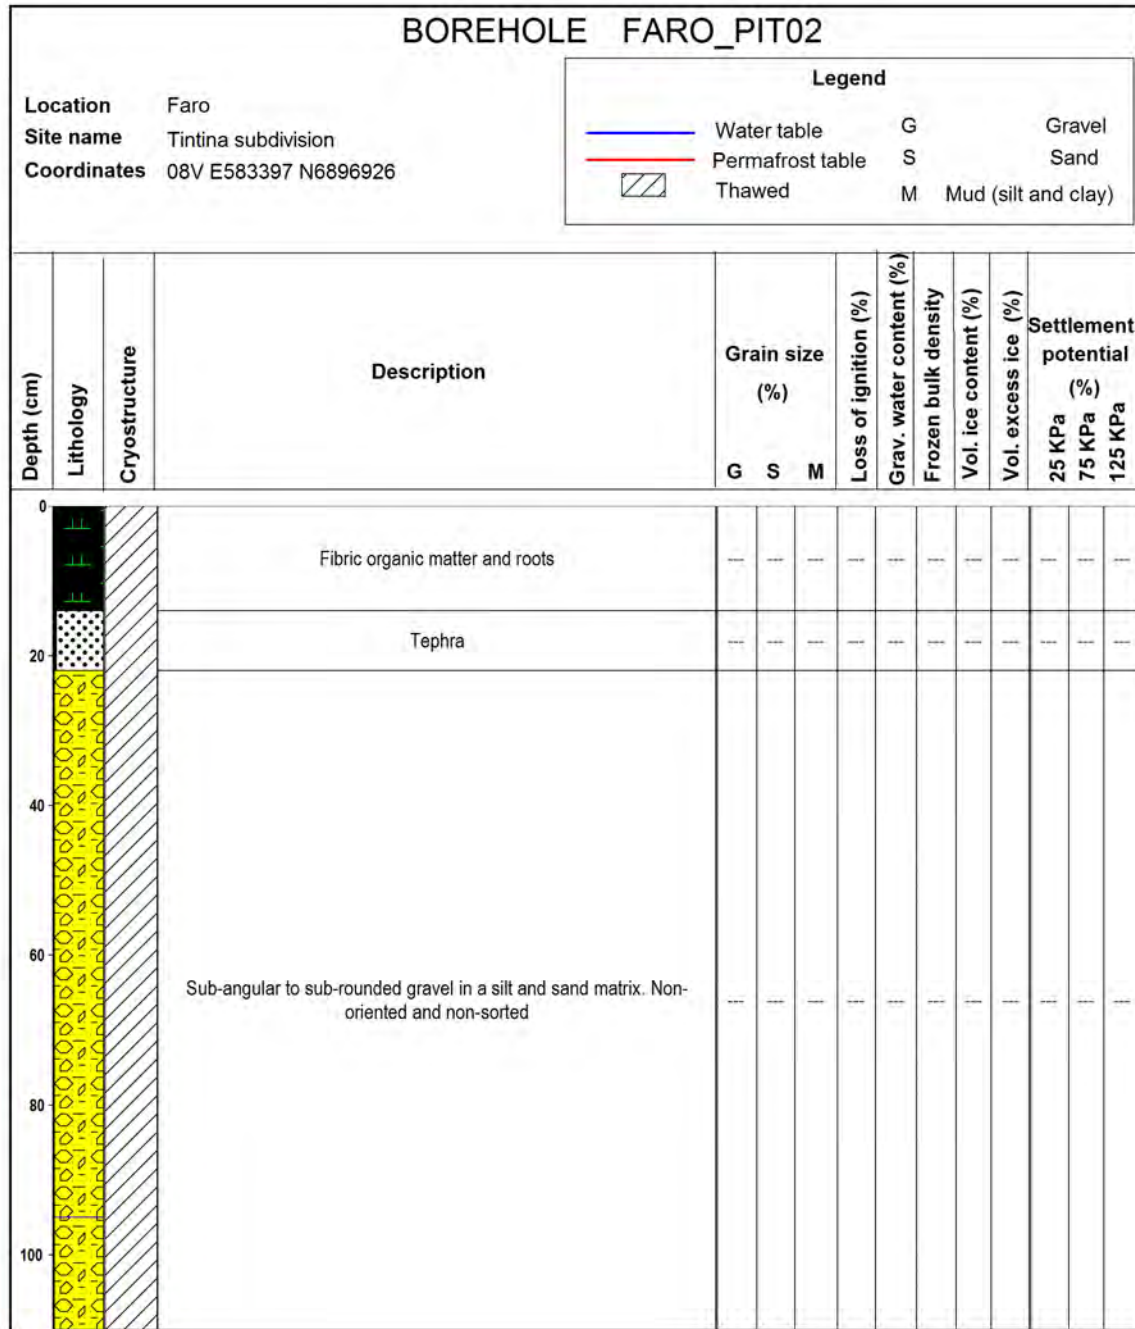 BOREHOLE FARO_PIT02
Location Faro
Site name Tintina subdivision
Coordinates 08V E583397 N6896926
Legend
Water table G Gravel
Permafrost table S Sand
Thawed M Mud (silt and clay)
Depth (cm)
Lithology
Cryostructure
Description
Grain size
(%)
G S M
Loss of ignition (%)
Grav. water content (%)
Frozen bulk density
Vol. ice content (%)
Vol. excess ice (%)
Settlement
potential
(%)
25 KPa
75 KPa
125 KPa
0
Fibric organic matter and roots
--- --- --- --- --- --- --- --- --- --- ---
Tephra
--- --- --- --- --- --- --- --- --- --- ---
20
40
60
Sub-angular to sub-rounded gravel in a silt and sand matrix. Non-
oriented and non-sorted
--- --- --- --- --- --- --- --- --- --- ---
80
100